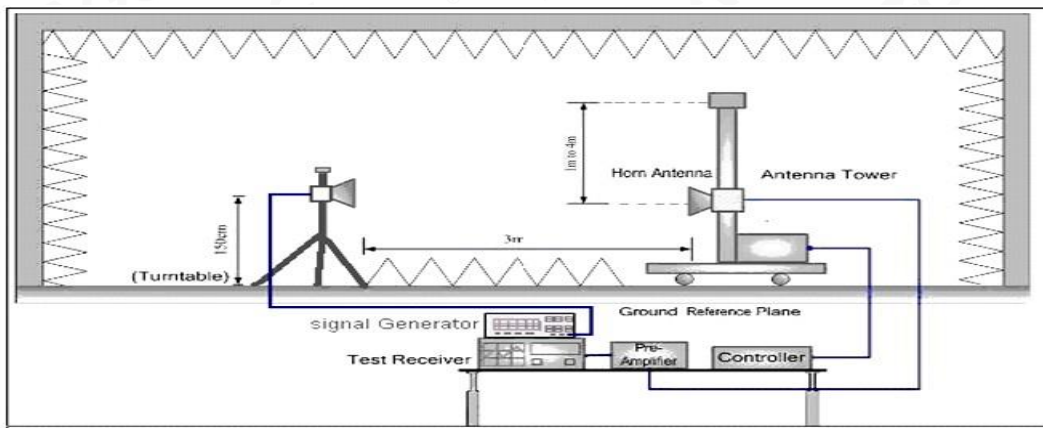 1m to 4m
Horn Antenna
Antenna Tower
150cm
3m
(Turntable)
Ground Reference Plane
signal Generator
Test Receiver
Pre-
Amplifier
Controller